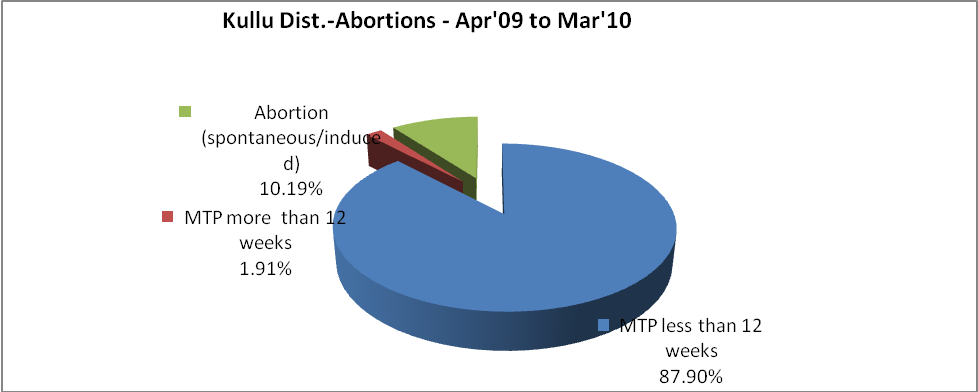 Kullu Dist.-Abortions - Apr'09 to Mar'10
Abortion
(spontaneous/induce
d)
10.19%
MTP more than 12
weeks
1.91%
MTP less than 12
weeks
87.90%